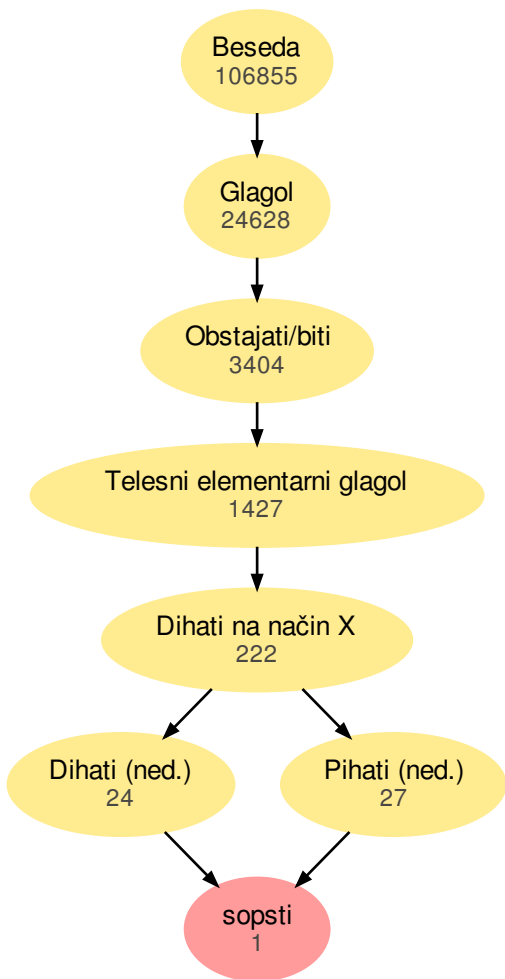 Beseda
106855
Glagol
24628
Obstajati/biti
3404
Telesni elementarni glagol
1427
Dihati na način X
222
Dihati (ned.)
24
Pihati (ned.)
27
sopsti
1